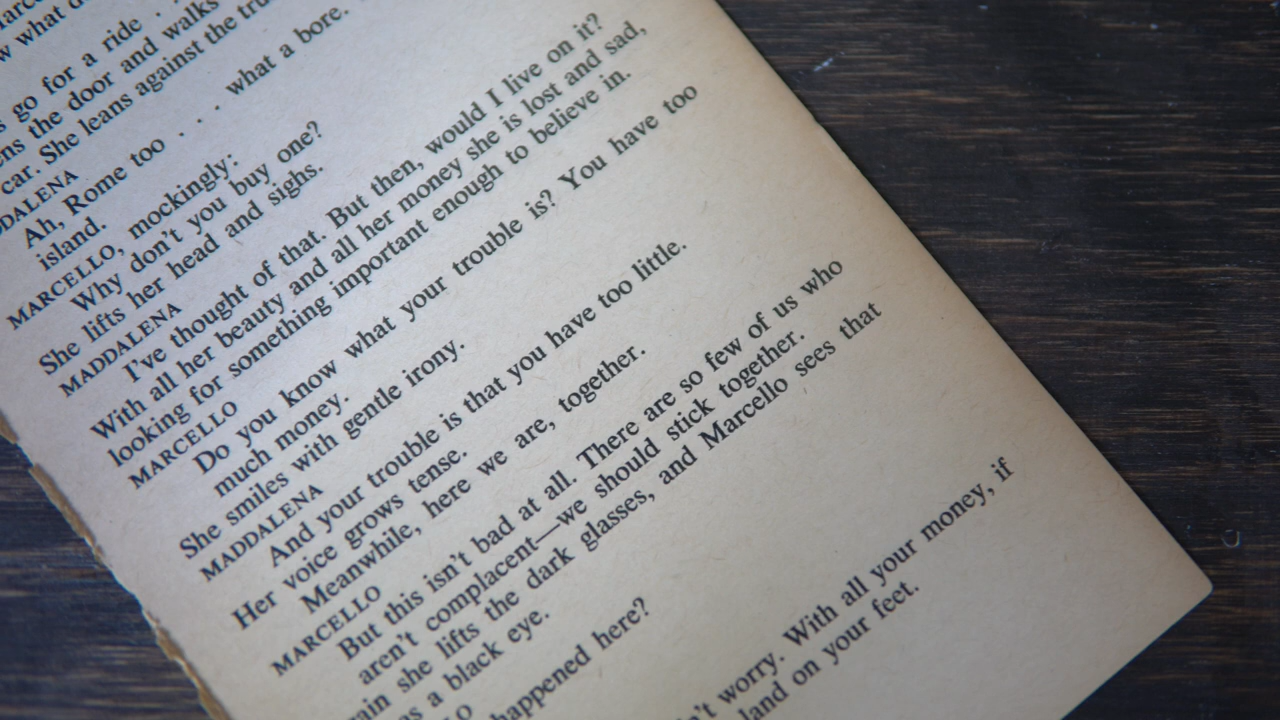 w what d
s go for a ride . .
ens the door and walks
car. She leans against the tru
DDALENA
Ah, Rome too . . . what a bore.
island.
MARCELLO, mockingly:
Why don't you buy one?
She lifts her head and sighs.
MADDALENA
I've thought of that. But then, would I live on it?
With all her beauty and all her money she is lost and sad,
looking for something important enough to believe in.
MARCELLO
Do you know what your trouble is? You have too
much money.
She smiles with gentle irony.
MADDALENA
And your trouble is that you have too little.
Her voice grows tense.
Meanwhile, here we are, together.
MARCELLO
But this isn't bad at all. There are so few of us who
aren't complacent—we should stick together.
ain she lifts the dark glasses, and Marcello sees that
as a black eye.
LO
happened here?
n't worry. With all your money, if
land on your feet.